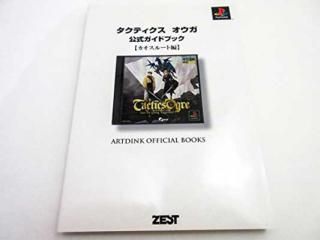 タクティクス オウガ
公式ガイドブック
【カオスルート編】
Tactics Ogre
ARTDINK OFFICIAL BOOKS
ZEST